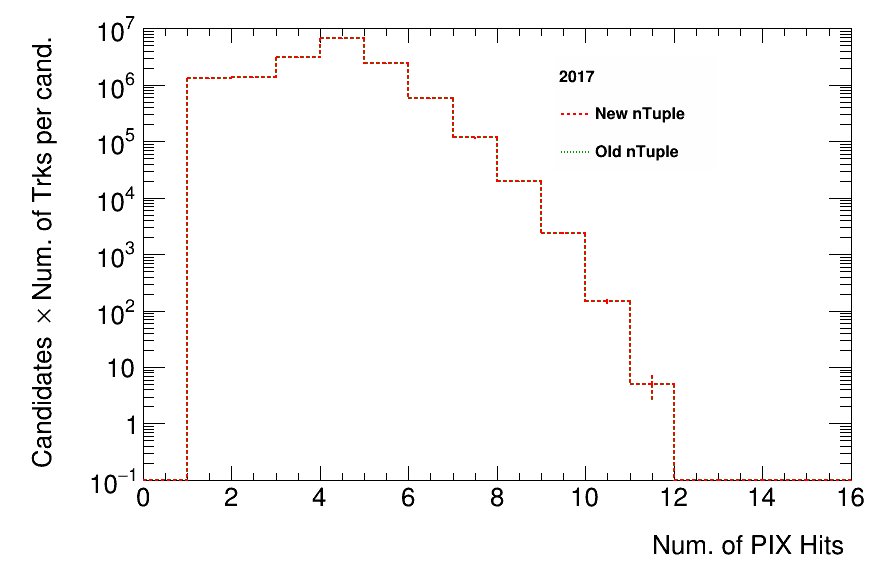 10^7
10^6
10^5
10^4
10^3
10^2
10
1
10^−1
Candidates × Num. of Trks per cand.
2017
New nTuple
Old nTuple
0 2 4 6 8 10 12 14 16
Num. of PIX Hits